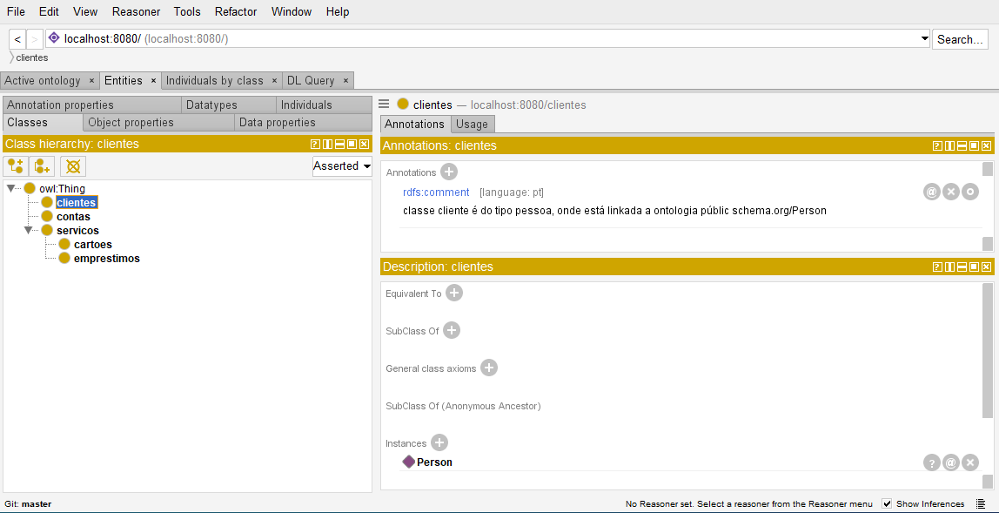 File Edit View Reasoner Tools Refactor Window Help
< > localhost:8080/ (localhost:8080/) Search...
clientes
Active ontology × Entities × Individuals by class × DL Query ×
Annotation properties Datatypes Individuals
Classes Object properties Data properties
Class hierarchy: clientes
Asserted
owl:Thing
clientes
contas
servicos
cartoes
emprestimos
clientes — localhost:8080/clientes
Annotations Usage
Annotations: clientes
Annotations
rdfs:comment [language: pt]
classe cliente é do tipo pessoa, onde está linkada a ontologia públic schema.org/Person
Description: clientes
Equivalent To
SubClass Of
General class axioms
SubClass Of (Anonymous Ancestor)
Instances
Person
Git: master
No Reasoner set. Select a reasoner from the Reasoner menu Show Inferences